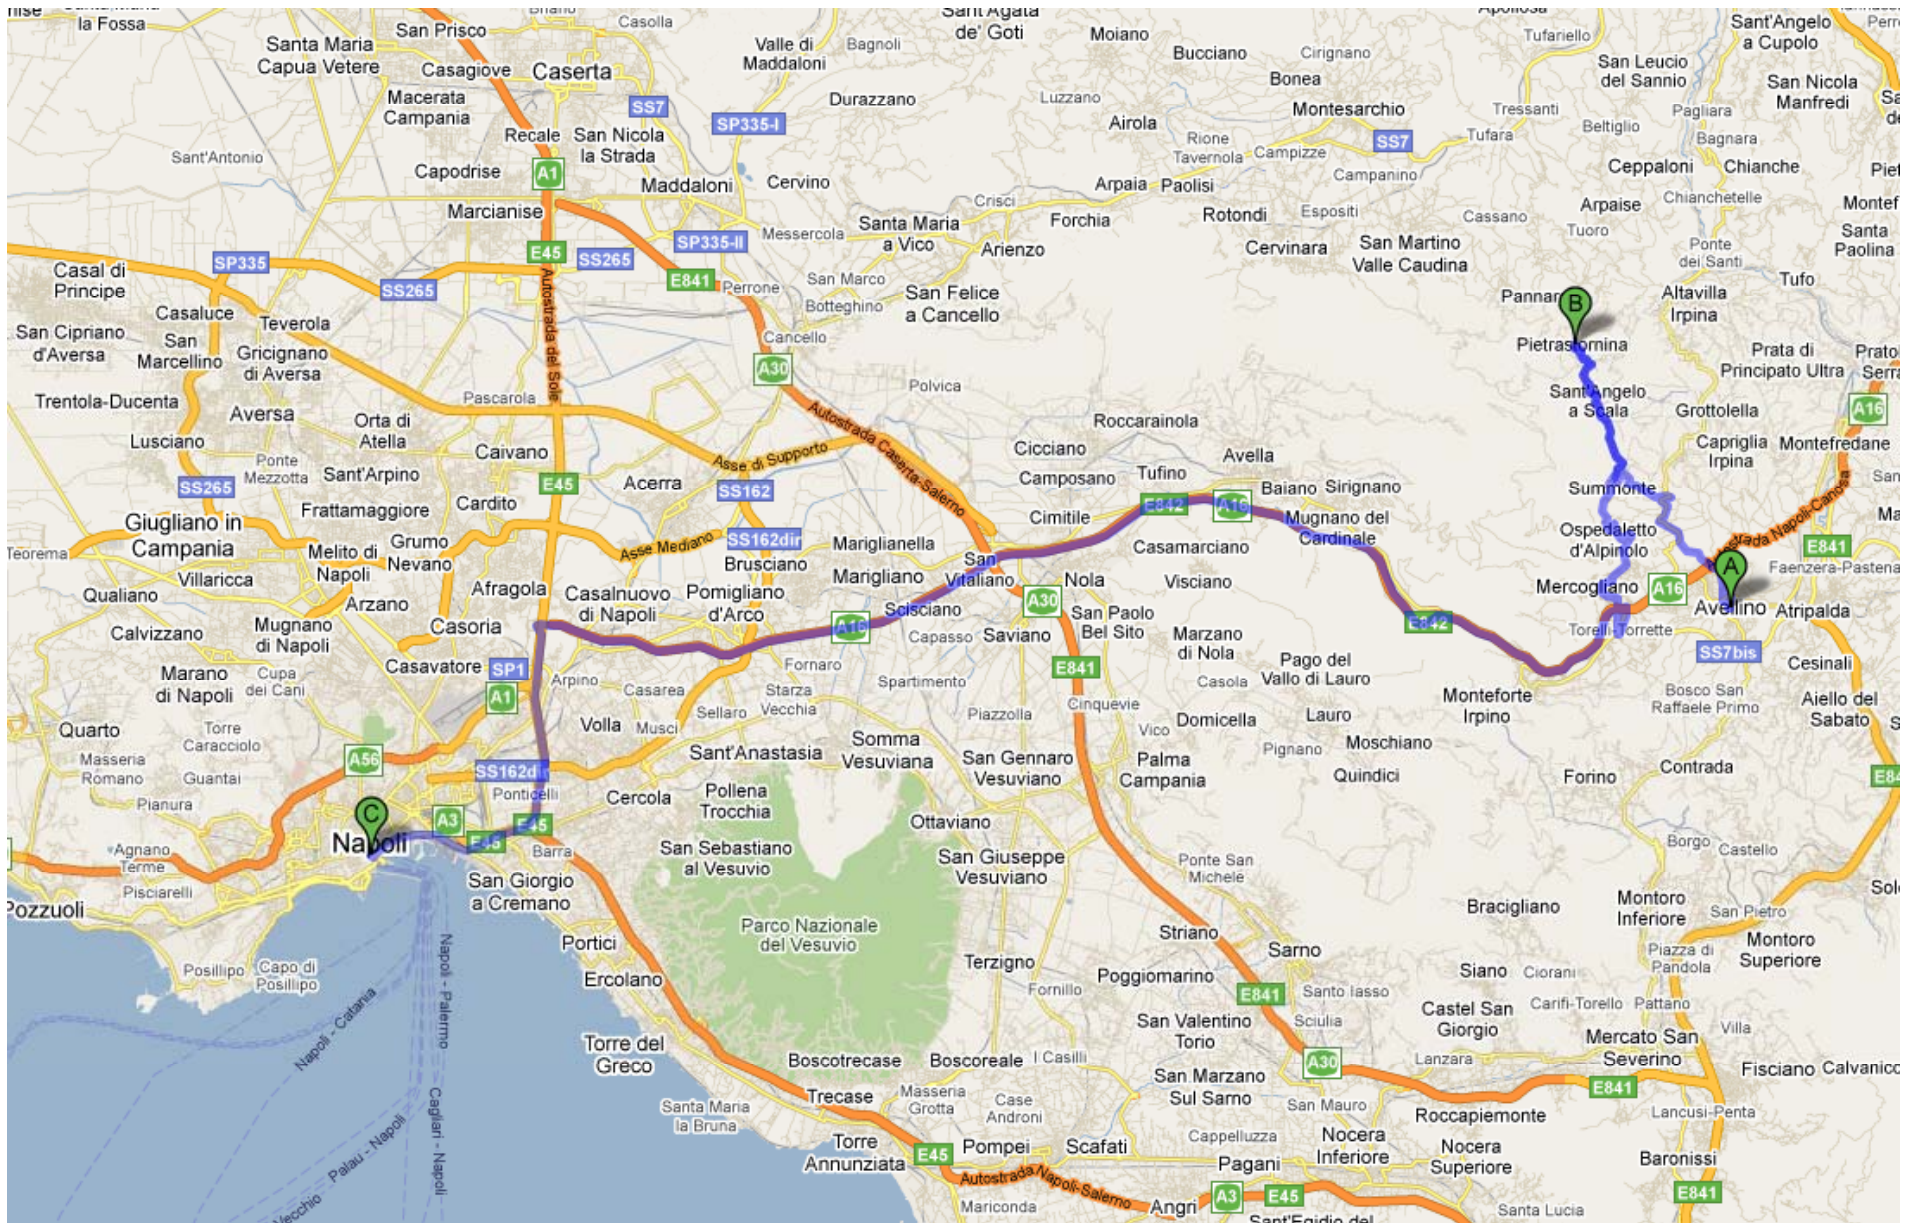 la Fossa
San Prisco
Casolla
Sant'Agata
de' Goti
Moiano
Apollosa
Sant'Angelo
a Cupolo
Santa Maria
Capua Vetere
Casagiove
Caserta
Valle di
Maddaloni
Bagnoli
Bucciano
Cirignano
Tufariello
San Leucio
del Sannio
San Nicola
Manfredi
Macerata
Campania
SS7
Durazzano
Luzzano
Bonea
Montesarchio
Tressanti
Pagliara
Recale
San Nicola
la Strada
SP335-I
Airola
Rione
Tavernola
Campizze
SS7
Tufara
Beltiglio
Bagnara
Sant'Antonio
Capodrise
A1
Maddaloni
Cervino
Arpaia
Paolisi
Campanino
Ceppaloni
Chianche
Marcianise
Crisci
Forchia
Rotondi
Espositi
Cassano
Arpaise
Chianchetelle
Santa Maria
a Vico
Messercola
SP335-II
Arienzo
Cervinara
San Martino
Valle Caudina
Tuoro
Ponte
dei Santi
Santa
Paolina
E45
SS265
SP335
Casal di
Principe
SS265
E841
Perrone
San Marco
Botteghino
San Felice
a Cancello
Tufo
B
Altavilla
Irpina
Casaluce
Teverola
Autostrada del Sole
Cancello
Pietrastornina
San Cipriano
d'Aversa
San
Marcellino
Gricignano
di Aversa
A30
Polvica
Prata di
Principato Ultra
Trentola-Ducenta
Aversa
Pascarola
Autostrada Caserta-Salerno
Sant'Angelo
a Scala
Grottolella
A16
Orta di
Atella
Roccarainola
Lusciano
Caivano
Asse di Supporto
Cicciano
Avella
Capriglia
Irpina
Montefredane
Ponte
Mezzotta
Sant'Arpino
E45
Acerra
Camposano
Tufino
Baiano
Sirignano
SS265
Cardito
SS162
E842
A16
Summonte
Frattamaggiore
Cimitile
Mugnano del
Cardinale
Giugliano in
Campania
Grumo
Nevano
Asse Mediano
SS162dir
Mariglianella
Casamarciano
Ospedaletto
d'Alpinolo
E841
Teorema
Melito di
Napoli
Brusciano
San
Vitaliano
Faenzera-Pastena
Villaricca
Afragola
Casalnuovo
di Napoli
Pomigliano
d'Arco
Marigliano
Nola
Visciano
Mercogliano
A16
A
Qualiano
Arzano
Scisciano
A30
Avellino
Atripalda
Calvizzano
Mugnano
di Napoli
Casoria
A16
Capasso
Saviano
San Paolo
Bel Sito
Marzano
di Nola
E842
Torelli-Torrette
SS7bis
Casavatore
SP1
Fornaro
E841
Pago del
Vallo di Lauro
Cesinali
Marano
di Napoli
Cupa
dei Cani
A1
Arpino
Casarea
Starza
Vecchia
Spartimento
Casola
Monteforte
Irpino
Bosco San
Raffaele Primo
Aiello del
Sabato
Quarto
Torre
Caracciolo
Volla
Musci
Sellaro
Piazzolla
Cinquevie
Vico
Domicella
Lauro
Moschiano
Pignano
Masseria
Romano
Guantai
A56
Sant'Anastasia
Somma
Vesuviana
San Gennaro
Vesuviano
Palma
Campania
Quindici
Forino
Contrada
Pianura
SS162dir
Ponticelli
Cercola
Pollena
Trocchia
C
Napoli
A3
E45
E45
Ottaviano
Borgo
Castello
Agnano
Terme
Pisciarelli
Barra
San Sebastiano
al Vesuvio
San Giuseppe
Vesuviano
Ponte San
Michele
Pozzuoli
San Giorgio
a Cremano
Parco Nazionale
del Vesuvio
Bracigliano
Montoro
Inferiore
San Pietro
Portici
Striano
Sarno
Piazza di
Pandola
Montoro
Superiore
Posillipo
Capo di
Posillipo
Ercolano
Terzigno
Poggiomarino
Siano
Ciorani
Napoli - Palermo
Napoli - Catania
Fornillo
E841
Santo Iasso
Carifi-Torello
Pattano
Torre del
Greco
San Valentino
Torio
Sciulia
Castel San
Giorgio
Villa
Boscotrecase
Boscoreale
I Casilli
A30
Lanzara
Mercato San
Severino
Fisciano
Calvanico
Cagliari - Napoli
Palau - Napoli
Santa Maria
la Bruna
Trecase
Masseria
Grotta
Case
Androni
San Marzano
Sul Sarno
San Mauro
Roccapiemonte
E841
Lancusi-Penta
Torre
Annunziata
E45
Pompei
Scafati
Cappelluzza
Nocera
Inferiore
Nocera
Superiore
Baronissi
Autostrada Napoli-Salerno
Pagani
Mariconda
Angri
A3
E45
Santa Lucia
E841
Sant'Egidio del